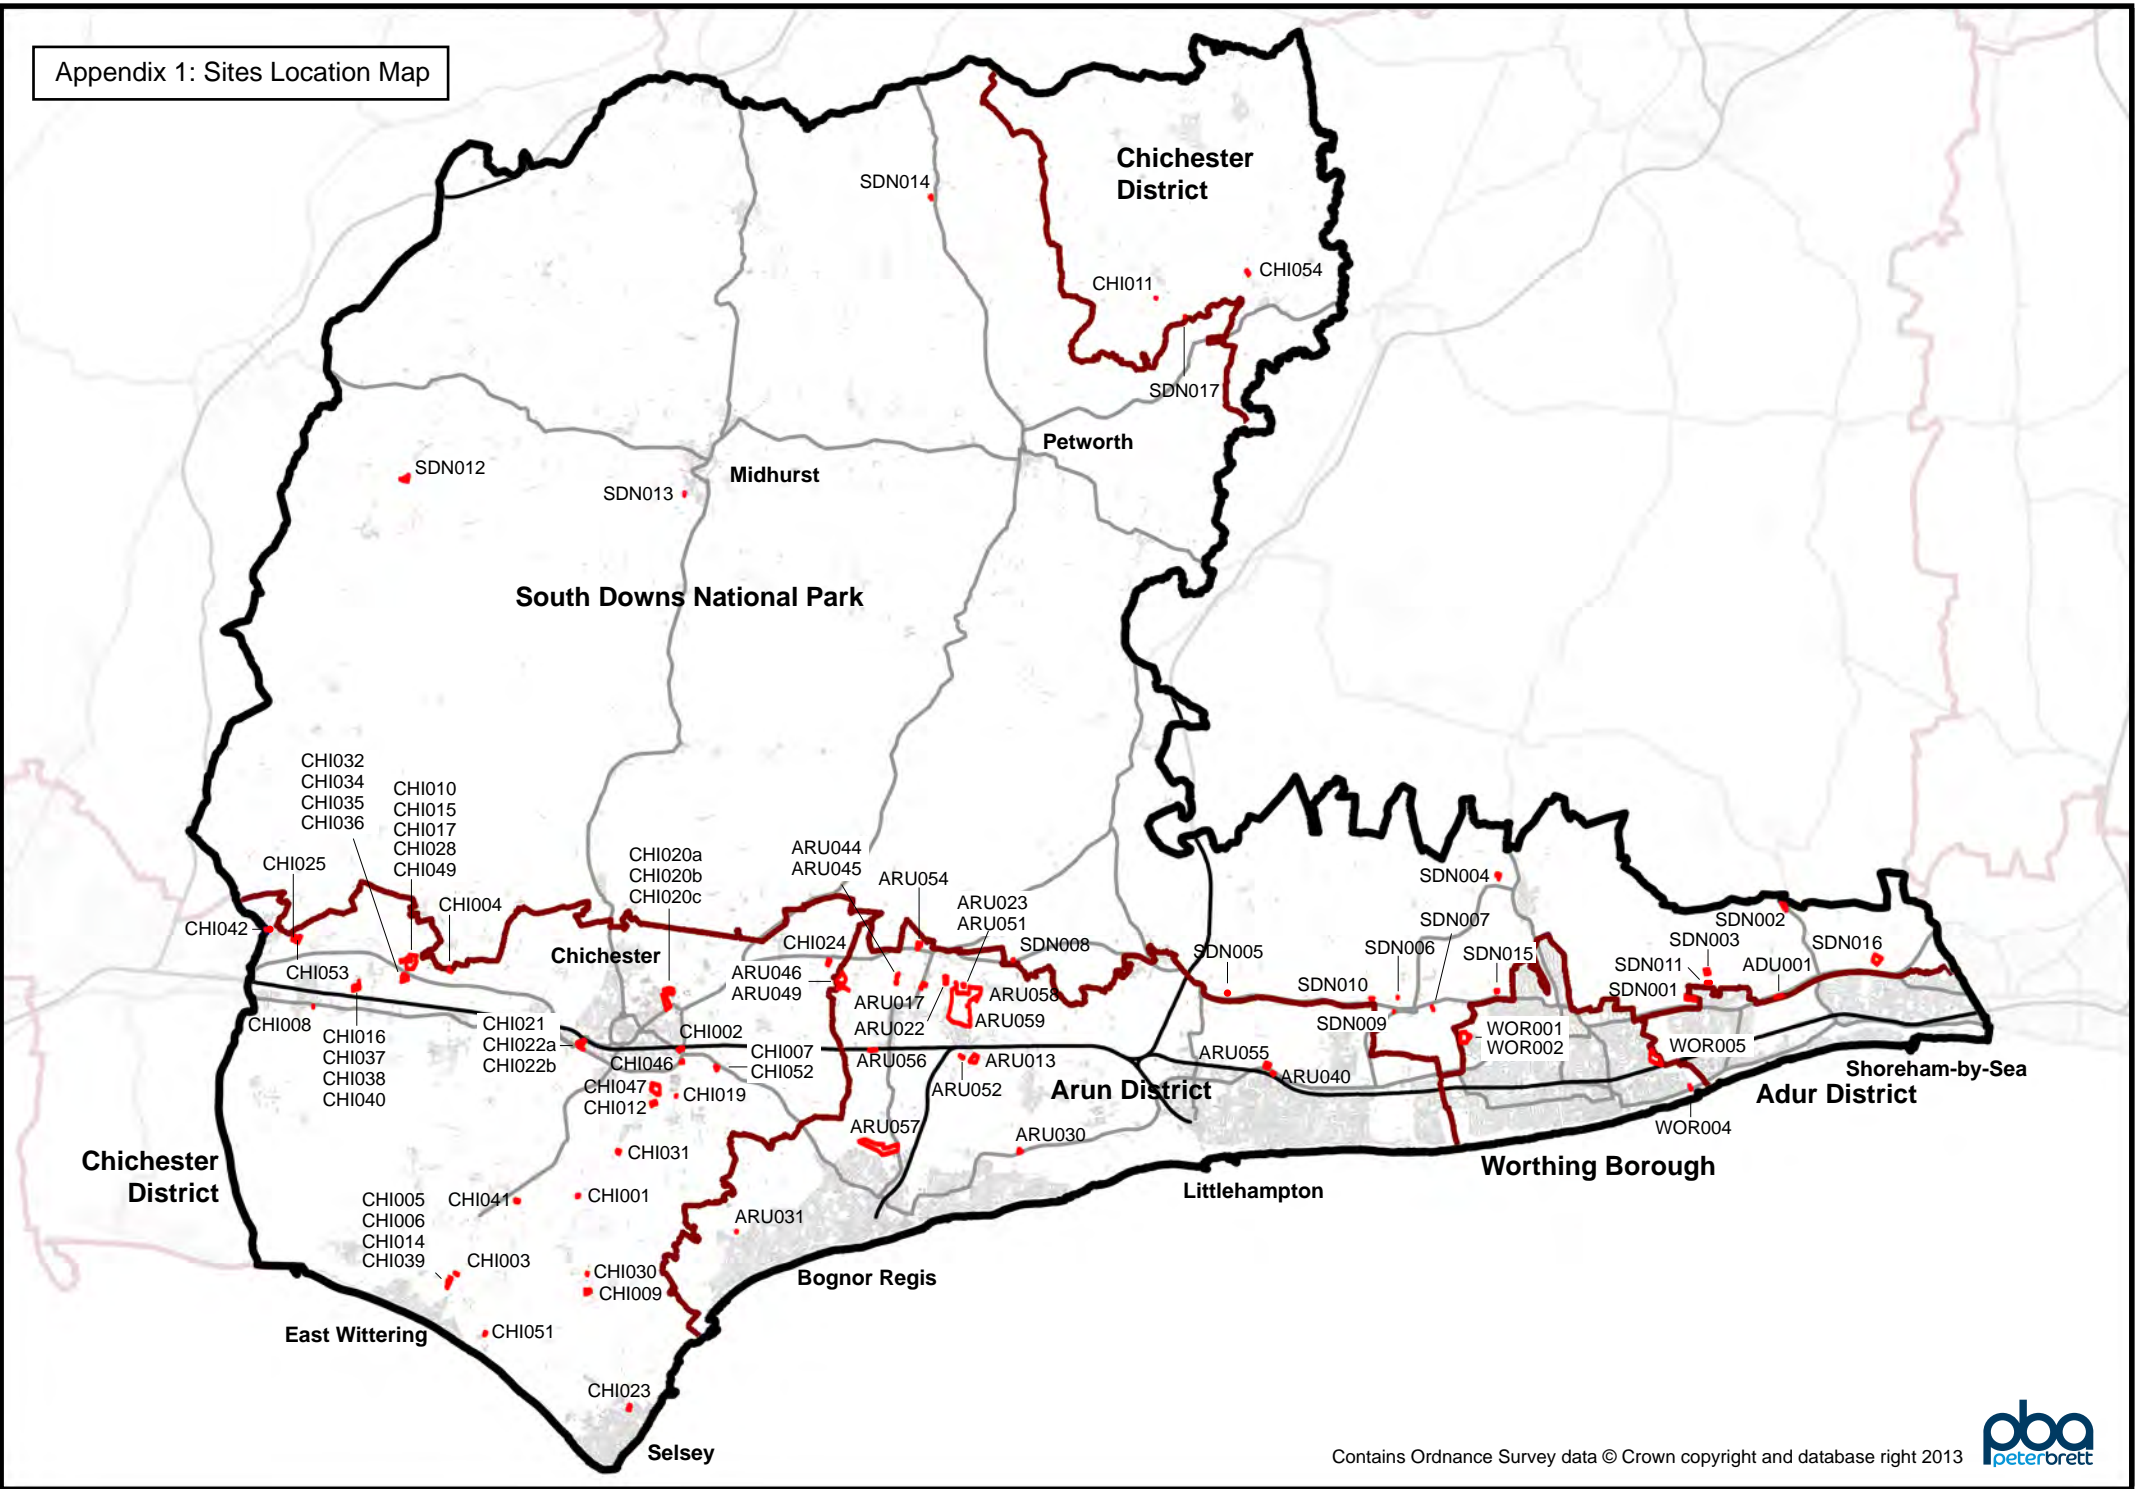 Appendix 1: Sites Location Map
Chichester
District
SDN014
CHI054
CHI011
SDN017
Petworth
Midhurst
SDN012
SDN013
South Downs National Park
CHI032
CHI034
CHI035
CHI036
CHI010
CHI015
CHI017
CHI028
CHI049
CHI025
CHI004
CHI042
CHI053
CHI008
CHI016
CHI037
CHI038
CHI040
CHI020a
CHI020b
CHI020c
Chichester
CHI021
CHI022a
CHI022b
CHI002
CHI046
CHI007
CHI052
CHI047
CHI012
CHI019
CHI031
CHI001
CHI041
CHI005
CHI006
CHI014
CHI039
CHI003
CHI030
CHI009
CHI051
CHI023
Chichester
District
East Wittering
Selsey
ARU044
ARU045
ARU054
ARU023
ARU051
SDN008
CHI024
ARU046
ARU049
ARU017
ARU022
ARU058
ARU059
ARU056
ARU013
ARU052
ARU057
ARU030
ARU031
Bognor Regis
Arun District
Littlehampton
ARU055
ARU040
SDN005
SDN010
SDN006
SDN007
SDN004
SDN015
SDN009
WOR001
WOR002
WOR005
WOR004
Worthing Borough
SDN002
SDN003
SDN011
SDN001
ADU001
SDN016
Shoreham-by-Sea
Adur District
Contains Ordnance Survey data © Crown copyright and database right 2013
pba
peterbrett